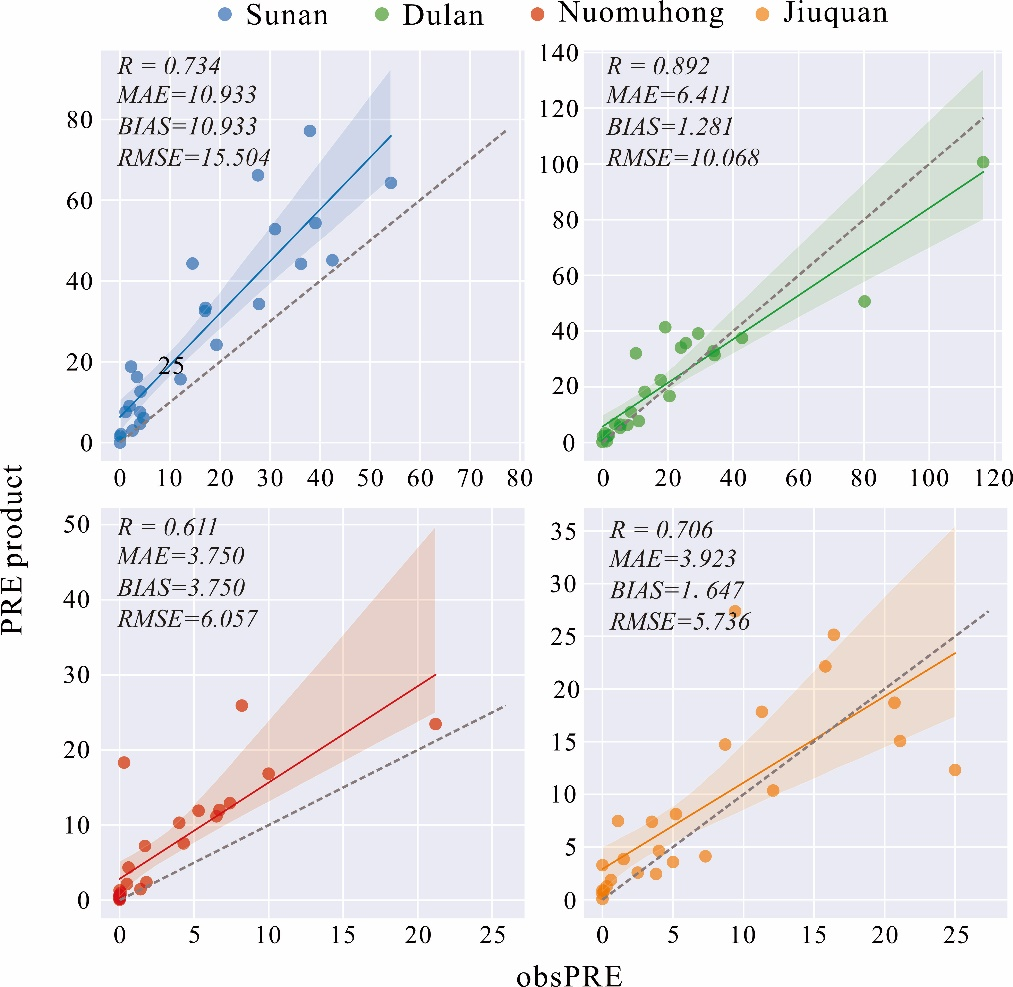 Sunan Dulan Nuomuhong Jiuquan
R = 0.734
MAE=10.933
BIAS=10.933
RMSE=15.504
80
60
40
20
0
25
0 10 20 30 40 50 60 70 80
R = 0.892
MAE=6.411
BIAS=1.281
RMSE=10.068
140
120
100
80
60
40
20
0
0 20 40 60 80 100 120
PRE product
R = 0.611
MAE=3.750
BIAS=3.750
RMSE=6.057
50
40
30
20
10
0
0 5 10 15 20 25
R = 0.706
MAE=3.923
BIAS=1. 647
RMSE=5.736
35
30
25
20
15
10
5
0
0 5 10 15 20 25
obsPRE